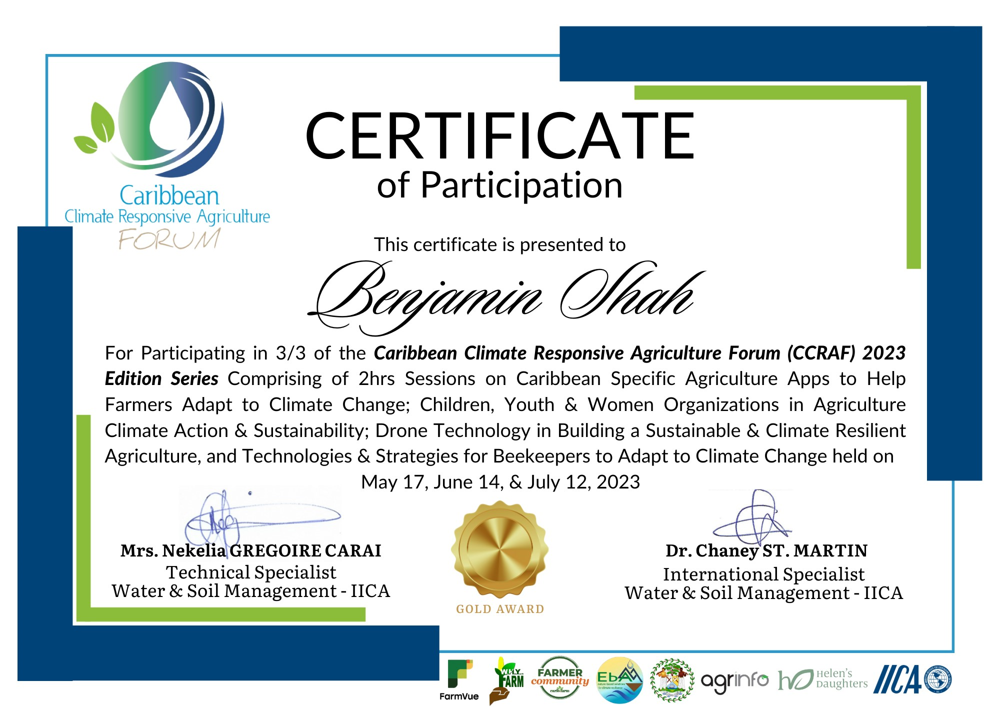 Caribbean
Climate Responsive Agriculture
FORUM
CERTIFICATE
of Participation
This certificate is presented to
Benjamin Shah
For Participating in 3/3 of the Caribbean Climate Responsive Agriculture Forum (CCRAF) 2023
Edition Series Comprising of 2hrs Sessions on Caribbean Specific Agriculture Apps to Help
Farmers Adapt to Climate Change; Children, Youth & Women Organizations in Agriculture
Climate Action & Sustainability; Drone Technology in Building a Sustainable & Climate Resilient
Agriculture, and Technologies & Strategies for Beekeepers to Adapt to Climate Change held on
May 17, June 14, & July 12, 2023
Mrs. Nekelia GREGOIRE CARAI
Technical Specialist
Water & Soil Management - IICA
GOLD AWARD
Dr. Chaney ST. MARTIN
International Specialist
Water & Soil Management - IICA
FarmVue
WHY
FARM
FARMER
community
caribfarm
EbA
nature-based solutions
for climate resilience
agrinfo
Helen's
Daughters
IICA